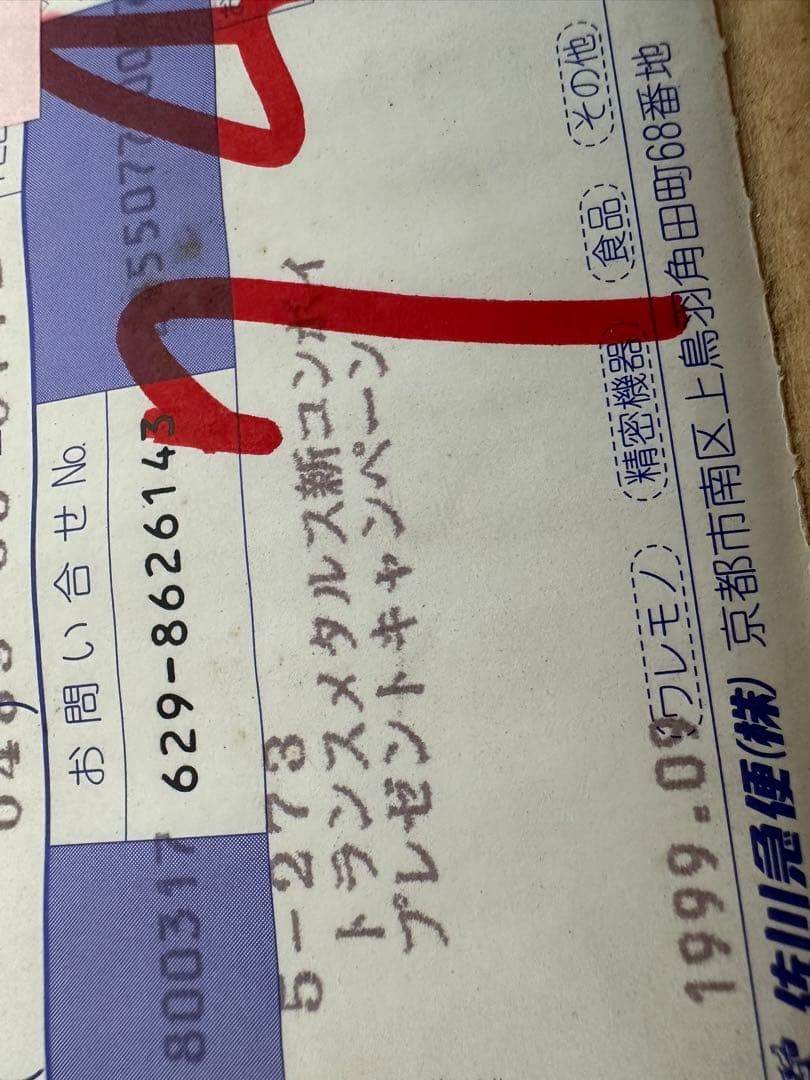 お問い合せNo.
629-8626143
800317
55077
5-273
トランスメタルス新コンボイ
プレゼントキャンペーン
1999.09
ワレモノ 精密機器 食品 その他
佐川急便(株) 京都市南区上鳥羽角田町68番地